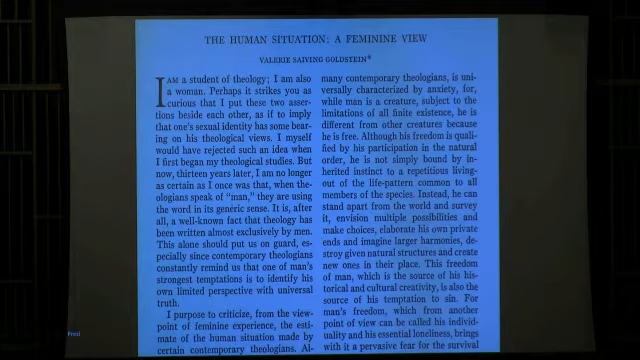 THE HUMAN SITUATION: A FEMININE VIEW
VALERIE SAIVING GOLDSTEIN*
I AM a student of theology; I am also
a woman. Perhaps it strikes you as
curious that I put these two asser-
tions beside each other, as if to imply
that one's sexual identity has some bear-
ing on his theological views. I myself
would have rejected such an idea when
I first began my theological studies. But
now, thirteen years later, I am no longer
as certain as I once was that, when the-
ologians speak of "man," they are using
the word in its generic sense. It is, after
all, a well-known fact that theology has
been written almost exclusively by men.
This alone should put us on guard, es-
pecially since contemporary theologians
constantly remind us that one of man's
strongest temptations is to identify his
own limited perspective with universal
truth.
I purpose to criticize, from the view-
point of feminine experience, the esti-
mate of the human situation made by
certain contemporary theologians. Al-
many contemporary theologians, is uni-
versally characterized by anxiety, for,
while man is a creature, subject to the
limitations of all finite existence, he is
different from other creatures because
he is free. Although his freedom is quali-
fied by his participation in the natural
order, he is not simply bound by in-
herited instinct to a repetitious living-
out of the life-pattern common to all
members of the species. Instead, he can
stand apart from the world and survey
it, envision multiple possibilities and
make choices, elaborate his own private
ends and imagine larger harmonies, de-
stroy given natural structures and create
new ones in their place. This freedom
of man, which is the source of his his-
torical and cultural creativity, is also
the source of his temptation to sin. For
man's freedom, which from another
point of view can be called his individ-
uality and his essential loneliness, brings
with it a pervasive fear for the survival